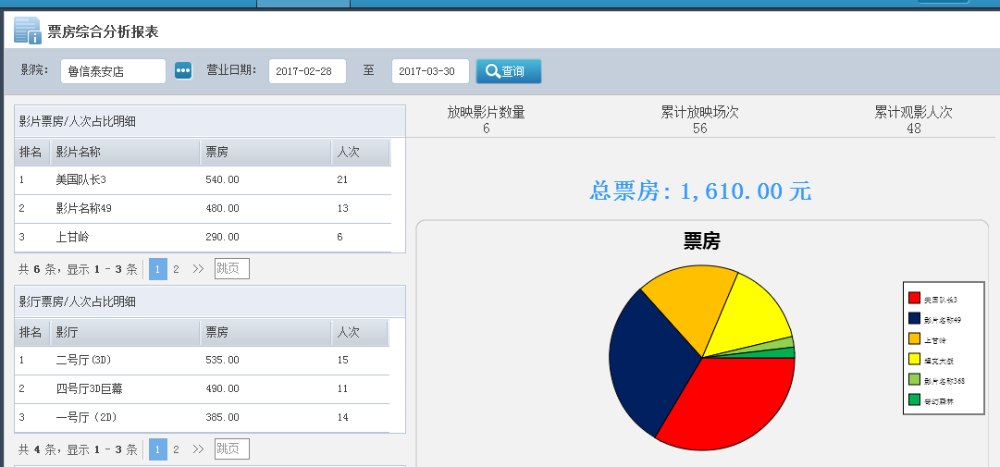 票房综合分析报表
影院： 鲁信泰安店 营业日期： 2017-02-28 至 2017-03-30 查询
影片票房/人次占比明细
排名 影片名称 票房 人次
1 美国队长3 540.00 21
2 影片名称49 480.00 13
3 上甘岭 290.00 6
共 6 条，显示 1 - 3 条 1 2 >> 跳页
影厅票房/人次占比明细
排名 影厅 票房 人次
1 二号厅(3D) 535.00 15
2 四号厅3D巨幕 490.00 11
3 一号厅（2D） 385.00 14
共 4 条，显示 1 - 3 条 1 2 >> 跳页
放映影片数量 累计放映场次 累计观影人次
6 56 48
总票房: 1,610.00 元
票房
美国队长3
影片名称49
上甘岭
坦克大战
影片名称368
奇幻森林